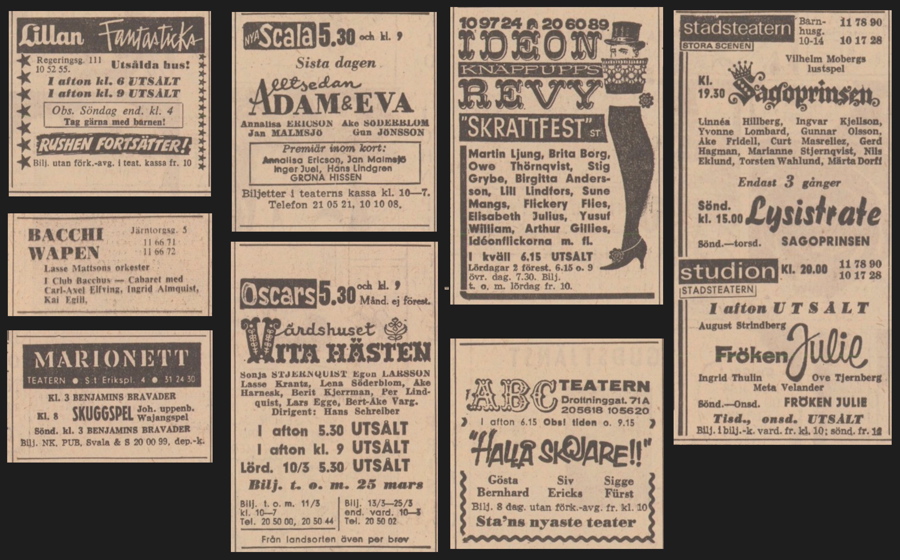 Lillan Fantasticks
Regeringsg. 111
10 52 55.
Utsålda hus!
I afton kl. 6 UTSÅLT
I afton kl. 9 UTSÅLT
Obs. Söndag end. kl. 4
Tag gärna med barnen!
RUSHEN FORTSÄTTER!
Bilj. utan förk.-avg. i teat. kassa fr. 10
BACCHI
WAPEN
Järntorgsg. 5
11 66 71
11 66 72
Lasse Mattsons orkester
I Club Bacchus — Cabaret med
Carl-Axel Elfving, Ingrid Almquist,
Kai Egill,
MARIONETT
TEATERN • S:t Erikspl. 4 • 51 24 30
Kl. 3 BENJAMINS BRAVADER
Kl. 8 SKUGGSPEL Joh. uppenb.
Wajangspel
Sönd. kl. 3 BENJAMINS BRAVADER
Bilj. NK, PUB, Svala & S 20 00 99, dep.-k.
NYA Scala 5.30 och kl. 9
Sista dagen
Alltsedan
ADAM & EVA
Annalisa ERICSON Åke SÖDERBLOM
Jan MALMSJÖ Gun JÖNSSON
Premiär inom kort:
Annalisa Ericson, Jan Malmsjö
Inger Juel, Håns Lindgren
GRÖNA HISSEN
Biljetter i teaterns kassa kl. 10—7.
Telefon 21 05 21, 10 10 08,
Oscars 5.30 och kl. 9
Månd. ej förest.
Värdshuset
VITA HÄSTEN
Sonja STJERNQUIST Egon LARSSON
Lasse Krantz, Lena Söderblom, Åke
Harnesk, Berit Kjerrman, Per Lind-
quist, Lars Egge, Bert-Åke Varg.
Dirigent: Hans Schreiber
I afton 5.30 UTSÅLT
I afton kl. 9 UTSÅLT
Lörd. 10/3 5.30 UTSÅLT
Bilj. t. o. m. 25 mars
Bilj. t. o. m. 11/3
kl. 10—7
Tel. 20 50 00, 20 50 44
Bilj. 13/3—25/3
end. vard. 10—3
Tel. 20 50 02
Från landsorten även per brev
10 97 24 A 20 60 89
IDÉON
KNÄPPUPPS
REVY
"SKRATTFEST" ST
Martin Ljung, Brita Borg,
Owe Thörnqvist, Stig
Grybe, Birgitta Anders-
son, Lill Lindfors, Sune
Mangs, Flickery Flies,
Elisabeth Julius, Yusuf
William, Arthur Gillies,
Idéonflickorna m. fl.
I kväll 6.15 UTSÅLT
Lördagar 2 förest. 6.15 o. 9
övr. dag. 7.30. Bilj.
t. o. m. lördag fr. 10.
ABC TEATERN
Drottninggat. 71A
205618 105620
I afton 6.15 Obs! tiden o. 9.15
"HALLÅ SKOJARE!!"
Gösta Siv Sigge
Bernhard Ericks Fürst
Bilj. 8 dag. utan förk.-avg. fr. kl. 10
Sta'ns nyaste teater
stadsteatern
STORA SCENEN
Barn-
husg.
10-14
11 78 90
10 17 28
Vilhelm Mobergs
lustspel
Kl.
19.30 Sagoprinsen
Linnéa Hillberg, Ingvar Kjellson,
Yvonne Lombard, Gunnar Olsson,
Åke Fridell, Curt Masreliez, Gerd
Hagman, Marianne Stjernqvist, Nils
Eklund, Torsten Wahlund, Märta Dorff
Endast 3 gånger
Sönd.
kl. 15.00 Lysistrate
Sönd.—torsd. SAGOPRINSEN
studion
STADSTEATERN
Kl. 20.00
11 78 90
10 17 28
I afton UTSÅLT
August Strindberg
Fröken Julie
Ingrid Thulin Ove Tjernberg
Meta Velander
Sönd.—Onsd. FRÖKEN JULIE
Tisd., onsd. UTSÅLT
Bilj. i bilj.-k. vard. fr. kl. 10; sönd. fr. 12